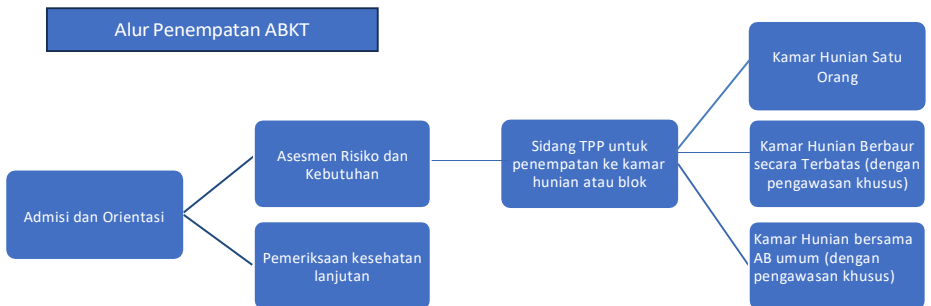 Alur Penempatan ABKT
Admisi dan Orientasi
Asesmen Risiko dan
Kebutuhan
Pemeriksaan kesehatan
lanjutan
Sidang TPP untuk
penempatan ke kamar
hunian atau blok
Kamar Hunian Satu
Orang
Kamar Hunian Berbaur
secara Terbatas (dengan
pengawasan khusus)
Kamar Hunian bersama
AB umum (dengan
pengawasan khusus)